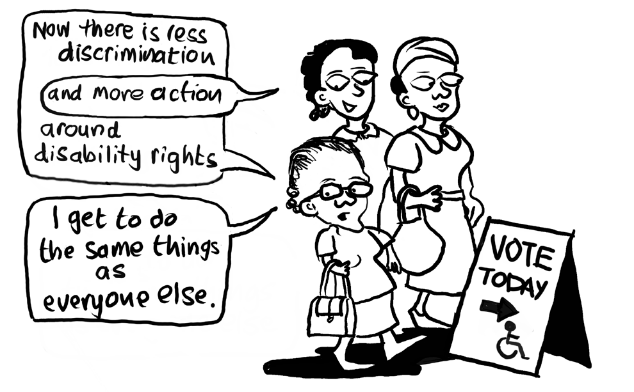 Now there is less
discrimination
and more action
around
disability rights
I get to do
the same things
as
everyone else.
VOTE
TODAY